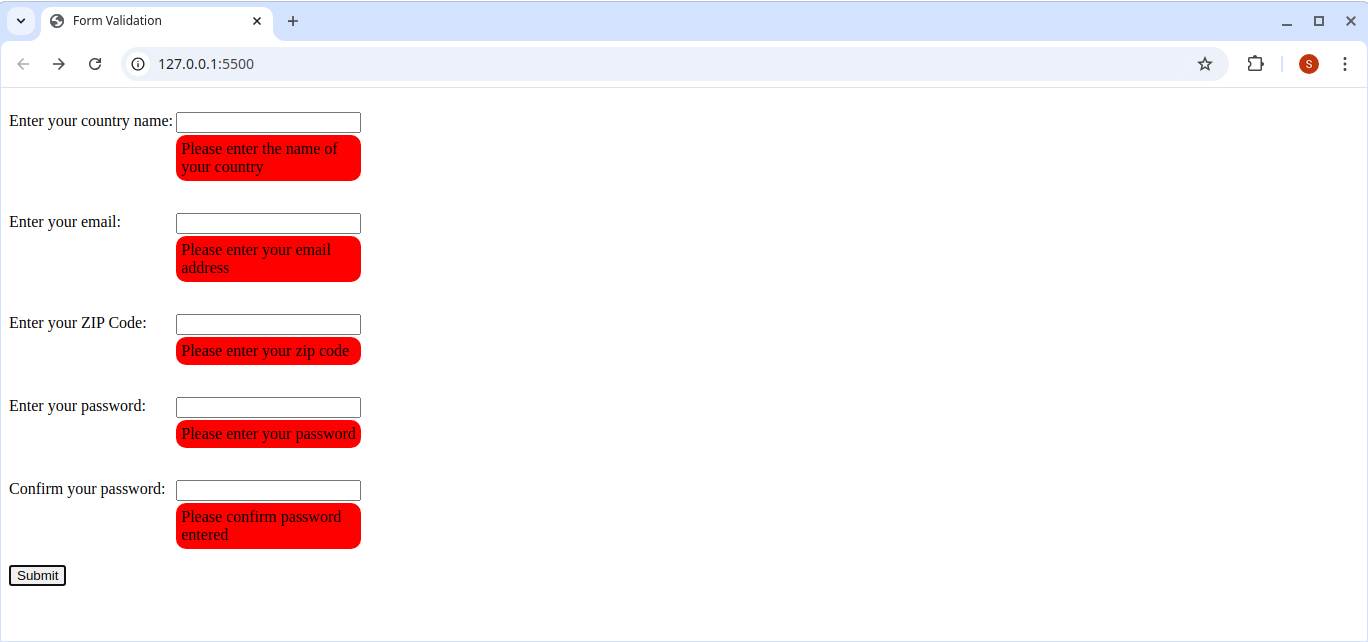 Form Validation
127.0.0.1:5500
S
Enter your country name:
Please enter the name of
your country
Enter your email:
Please enter your email
address
Enter your ZIP Code:
Please enter your zip code
Enter your password:
Please enter your password
Confirm your password:
Please confirm password
entered
Submit